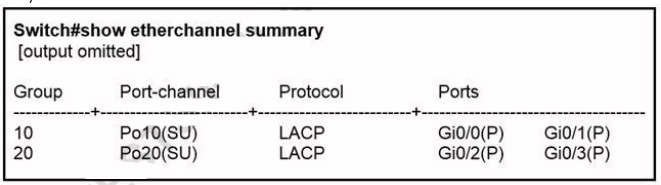 Switch#show etherchannel summary
[output omitted]
Group Port-channel Protocol Ports
-------------+----------------------+-----------------------+--------------------------------
10 Po10(SU) LACP Gi0/0(P) Gi0/1(P)
20 Po20(SU) LACP Gi0/2(P) Gi0/3(P)